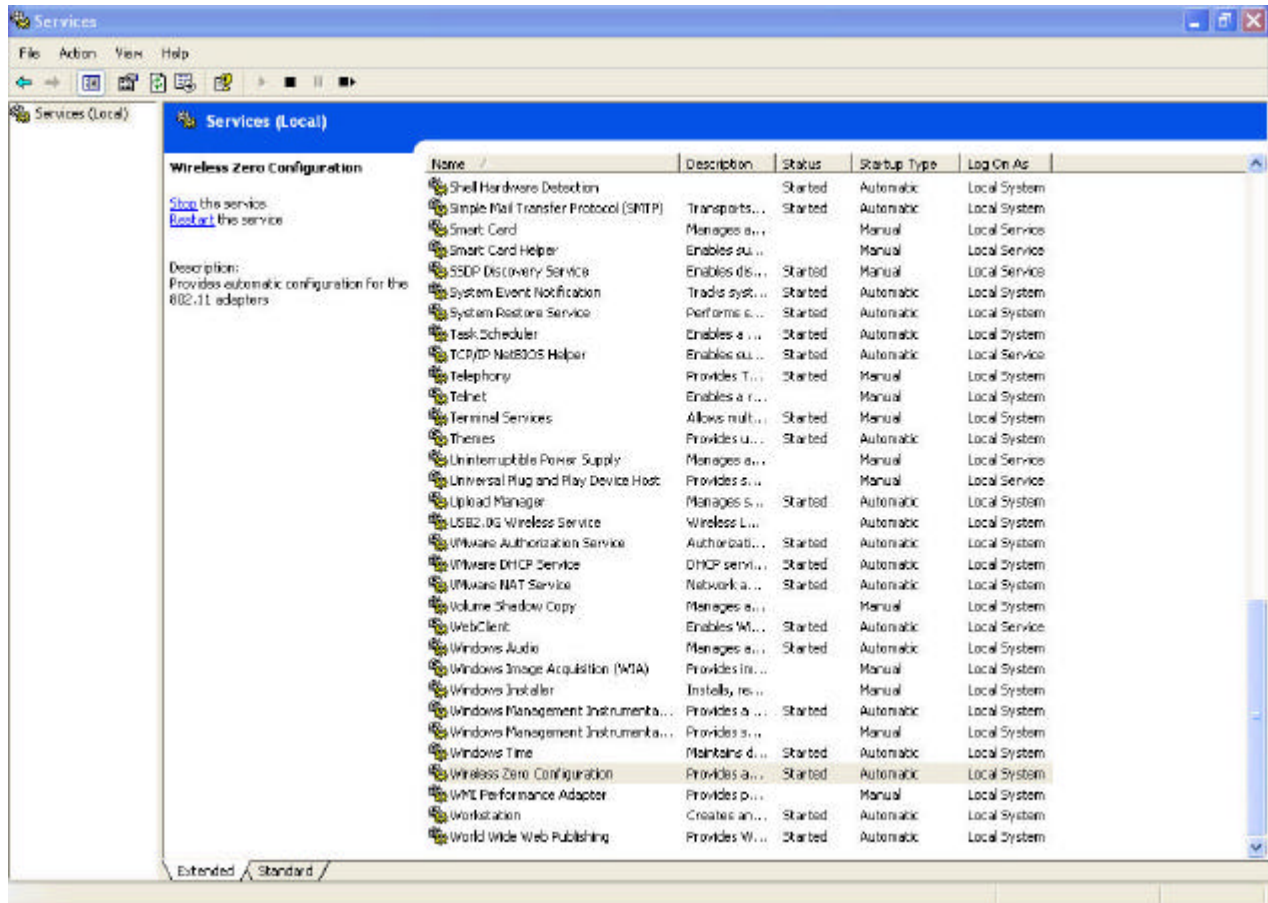 Services
File Action View Help
Services (Local)
Services (Local)
Wireless Zero Configuration
Stop the service
Restart the service
Description:
Provides automatic configuration for the
802.11 adapters
Name Description Status Startup Type Log On As
Shell Hardware Detection Started Automatic Local System
Simple Mail Transfer Protocol (SMTP) Transports... Started Automatic Local System
Smart Card Manages a... Manual Local Service
Smart Card Helper Enables su... Manual Local Service
SSDP Discovery Service Enables dis... Started Manual Local Service
System Event Notification Tracks syst... Started Automatic Local System
System Restore Service Performs s... Started Automatic Local System
Task Scheduler Enables a ... Started Automatic Local System
TCP/IP NetBIOS Helper Enables su... Started Automatic Local Service
Telephony Provides T... Started Manual Local System
Telnet Enables a r... Manual Local System
Terminal Services Allows mult... Started Manual Local System
Themes Provides u... Started Automatic Local System
Uninterruptible Power Supply Manages a... Manual Local Service
Universal Plug and Play Device Host Provides s... Manual Local Service
Upload Manager Manages s... Started Automatic Local System
USB2.0G Wireless Service Wireless L... Automatic Local System
VMware Authorization Service Authorizati... Started Automatic Local System
VMware DHCP Service DHCP servi... Started Automatic Local System
VMware NAT Service Network a... Started Automatic Local System
Volume Shadow Copy Manages a... Manual Local System
WebClient Enables Wi... Started Automatic Local Service
Windows Audio Manages a... Started Automatic Local System
Windows Image Acquisition (WIA) Provides im... Manual Local System
Windows Installer Installs, re... Manual Local System
Windows Management Instrumenta... Provides a ... Started Automatic Local System
Windows Management Instrumenta... Provides s... Manual Local System
Windows Time Maintains d... Started Automatic Local System
Wireless Zero Configuration Provides a... Started Automatic Local System
WMI Performance Adapter Provides p... Manual Local System
Workstation Creates an... Started Automatic Local System
World Wide Web Publishing Provides W... Started Automatic Local System
Extended Standard